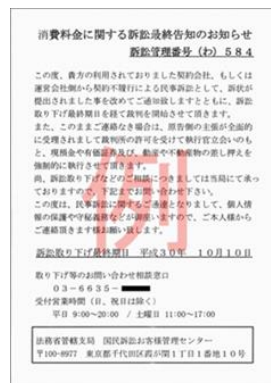 消費料金に関する訴訟最終告知のお知らせ
訴訟管理番号（わ）５８４
この度、貴方の利用されておりました契約会社、もしくは
運営会社側から契約不履行による民事訴訟として、訴状が
提出されました事を改めてご通知致しますとともに、訴訟
取り下げ最終期日を経て裁判を開始させて頂きます。
また、このままご連絡なき場合は、原告側の主張が全面的
に受理されまして裁判所の許可を受けて執行官立会いのも
と、現預金や有価証券及び、動産や不動産物の差し押えを
強制的に執行させて頂きます。
尚、訴訟取り下げなどのご相談につきましては当局にて承っ
ておりますので、下記までお問い合わせ下さい。
この度は、民事訴訟に関するご通達となりまして、個人情
報の保護や守秘義務などが御座いますので、ご本人様から
ご連絡頂きます様お願い致します。
例
訴訟取り下げ最終期日　平成３０年　１０月１０日
取り下げ等のお問い合わせ相談窓口
０３－６６３５－
受付営業時間（日、祝日は除く）
平日 9:00〜20:00 / 土曜日 11:00〜17:00
法務省管轄支局　国民訴訟お客様管理センター
〒100-8977　東京都千代田区霞が関１丁目１番地１０号